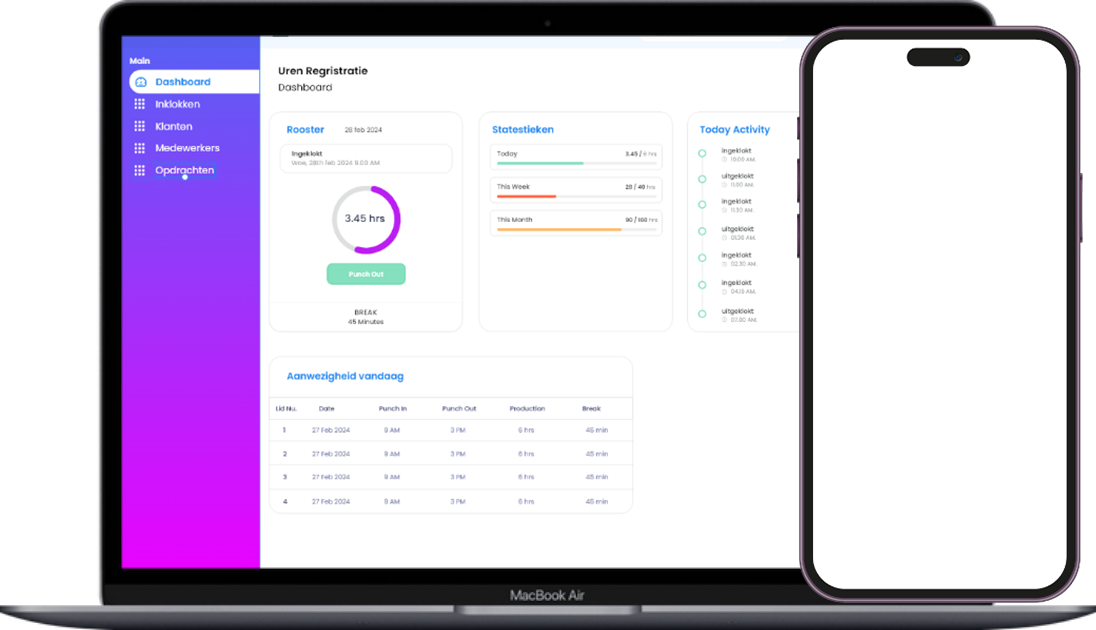 Main
Dashboard
Inklokken
Klanten
Medewerkers
Opdrachten
Uren Regristratie
Dashboard
Rooster 28 feb 2024
Ingeklokt
Woe, 28th Feb 2024 9.00 AM
3.45 hrs
Punch Out
BREAK
45 Minutes
Statestieken
Today 3.45 / 8 hrs
This Week 28 / 40 hrs
This Month 90 / 160 hrs
Today Activity
ingeklokt
10:00 AM.
uitgeklokt
11.00 AM.
ingeklokt
11.30 AM.
uitgeklokt
01.30 AM.
ingeklokt
02.30 AM.
ingeklokt
04.15 AM.
uitgeklokt
07.00 AM.
Aanwezigheid vandaag
Lid Nu. Date Punch In Punch Out Production Break
1 27 Feb 2024 9 AM 3 PM 6 hrs 45 min
2 27 Feb 2024 9 AM 3 PM 6 hrs 45 min
3 27 Feb 2024 9 AM 3 PM 6 hrs 45 min
4 27 Feb 2024 9 AM 3 PM 6 hrs 45 min
MacBook Air